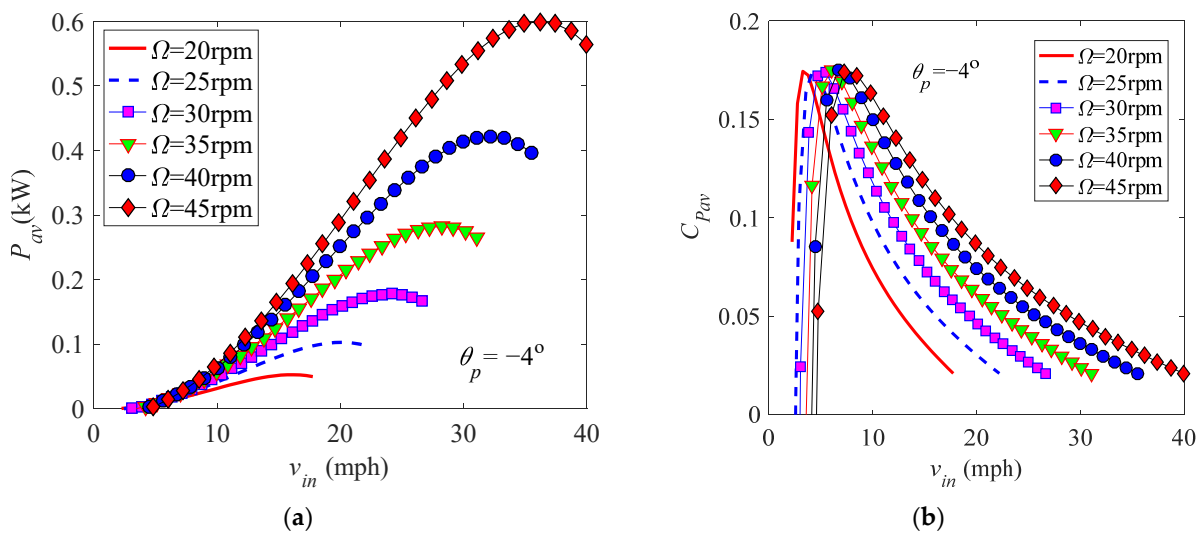 0.6
0.5
0.4
0.3
0.2
0.1
0
P_av(kW)
Ω=20rpm
Ω=25rpm
Ω=30rpm
Ω=35rpm
Ω=40rpm
Ω=45rpm
θ_p=−4°
0 10 20 30 40
v_in (mph)
(a)
0.2
0.15
0.1
0.05
0
C_Pav
θ_p=−4°
Ω=20rpm
Ω=25rpm
Ω=30rpm
Ω=35rpm
Ω=40rpm
Ω=45rpm
0 10 20 30 40
v_in (mph)
(b)